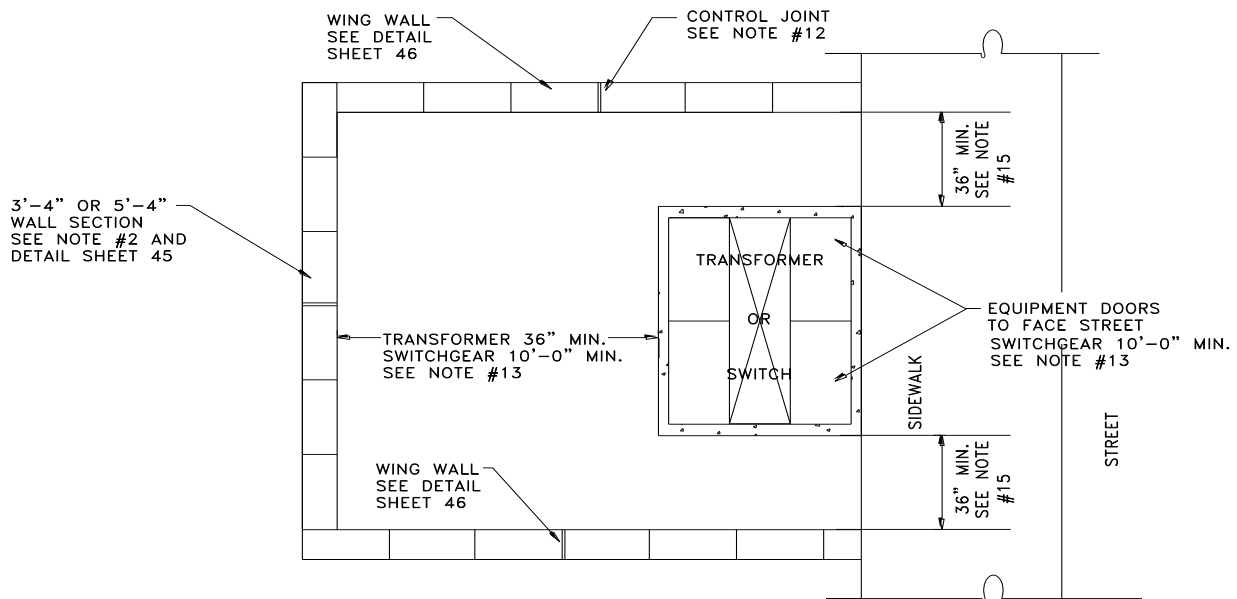 WING WALL
SEE DETAIL
SHEET 46
CONTROL JOINT
SEE NOTE #12
36" MIN.
SEE NOTE
#15
3'-4" OR 5'-4"
WALL SECTION
SEE NOTE #2 AND
DETAIL SHEET 45
TRANSFORMER
OR
SWITCH
TRANSFORMER 36" MIN.
SWITCHGEAR 10'-0" MIN.
SEE NOTE #13
EQUIPMENT DOORS
TO FACE STREET
SWITCHGEAR 10'-0" MIN.
SEE NOTE #13
SIDEWALK
STREET
WING WALL
SEE DETAIL
SHEET 46
36" MIN.
SEE NOTE
#15